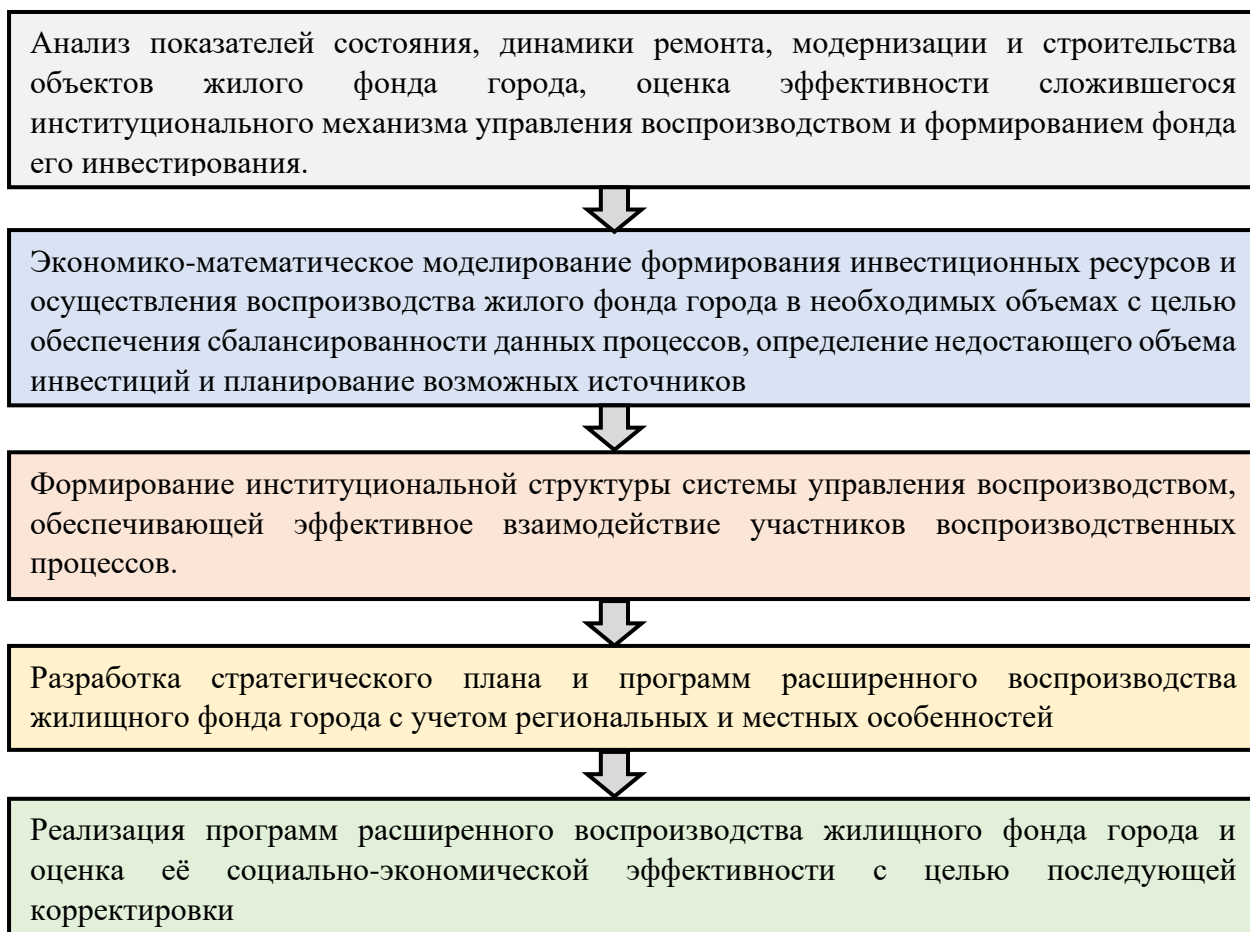 Анализ показателей состояния, динамики ремонта, модернизации и строительства
объектов жилого фонда города, оценка эффективности сложившегося
институционального механизма управления воспроизводством и формированием фонда
его инвестирования.
Экономико-математическое моделирование формирования инвестиционных ресурсов и
осуществления воспроизводства жилого фонда города в необходимых объемах с целью
обеспечения сбалансированности данных процессов, определение недостающего объема
инвестиций и планирование возможных источников
Формирование институциональной структуры системы управления воспроизводством,
обеспечивающей эффективное взаимодействие участников воспроизводственных
процессов.
Разработка стратегического плана и программ расширенного воспроизводства
жилищного фонда города с учетом региональных и местных особенностей
Реализация программ расширенного воспроизводства жилищного фонда города и
оценка её социально-экономической эффективности с целью последующей
корректировки